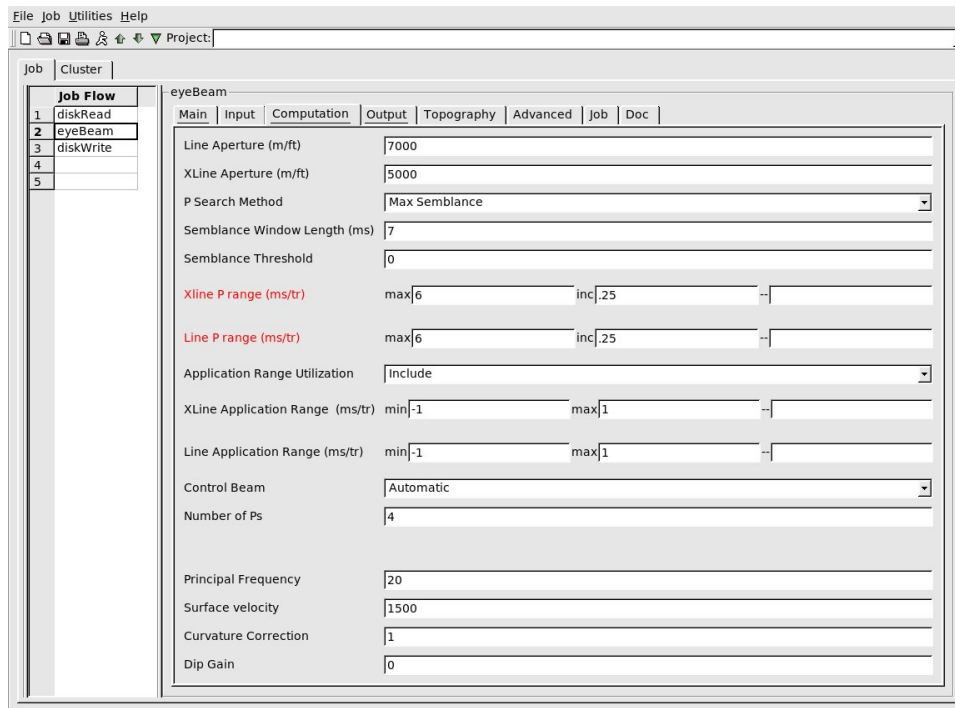 File Job Utilities Help
Project:
Job Cluster
Job Flow
1 diskRead
2 eyeBeam
3 diskWrite
4
5
eyeBeam
Main Input Computation Output Topography Advanced Job Doc
Line Aperture (m/ft) 7000
XLine Aperture (m/ft) 5000
P Search Method Max Semblance
Semblance Window Length (ms) 7
Semblance Threshold 0
Xline P range (ms/tr) max 6 inc .25 --
Line P range (ms/tr) max 6 inc .25 --
Application Range Utilization Include
XLine Application Range (ms/tr) min -1 max 1 --
Line Application Range (ms/tr) min -1 max 1 --
Control Beam Automatic
Number of Ps 4
Principal Frequency 20
Surface velocity 1500
Curvature Correction 1
Dip Gain 0